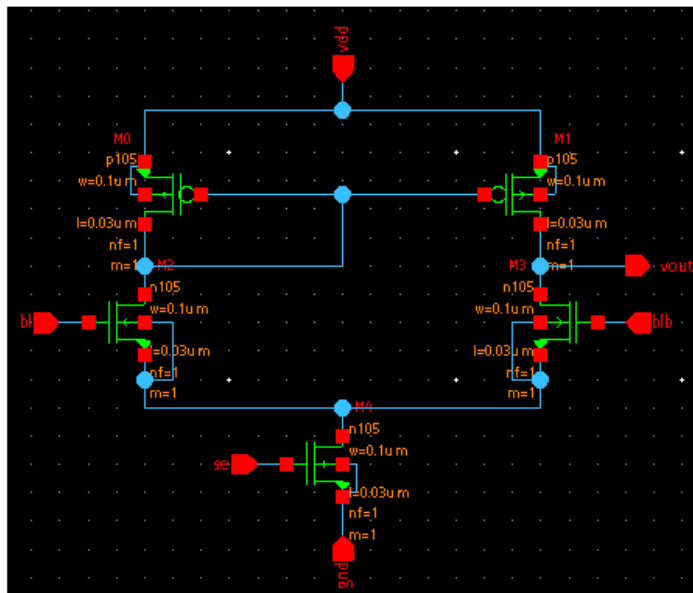 vdd
M0
M1
p105
p105
w=0.1um
w=0.1um
l=0.03um
l=0.03um
nf=1
nf=1
m=1
M2
M3
m=1
vout
n105
n105
w=0.1um
w=0.1um
blb
l=0.03um
l=0.03um
nf=1
nf=1
m=1
M4
m=1
n105
w=0.1um
se
l=0.03um
nf=1
m=1